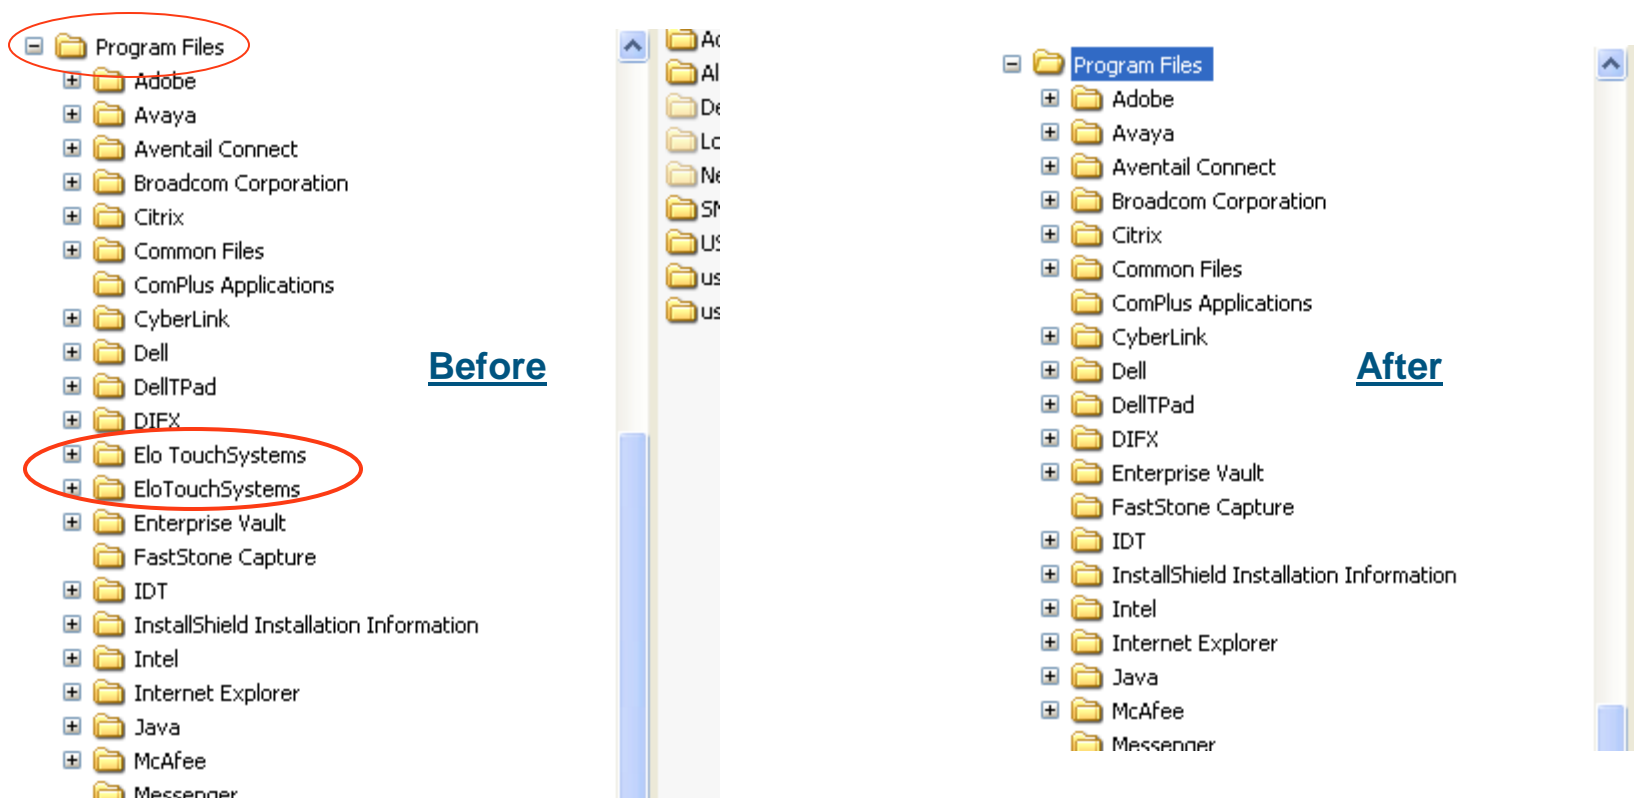 Program Files
Adobe
Avaya
Aventail Connect
Broadcom Corporation
Citrix
Common Files
ComPlus Applications
CyberLink
Dell
DellTPad
DIFX
Elo TouchSystems
EloTouchSystems
Enterprise Vault
FastStone Capture
IDT
InstallShield Installation Information
Intel
Internet Explorer
Java
McAfee
Messenger
Before
Program Files
Adobe
Avaya
Aventail Connect
Broadcom Corporation
Citrix
Common Files
ComPlus Applications
CyberLink
Dell
DellTPad
DIFX
Enterprise Vault
FastStone Capture
IDT
InstallShield Installation Information
Intel
Internet Explorer
Java
McAfee
Messenger
After